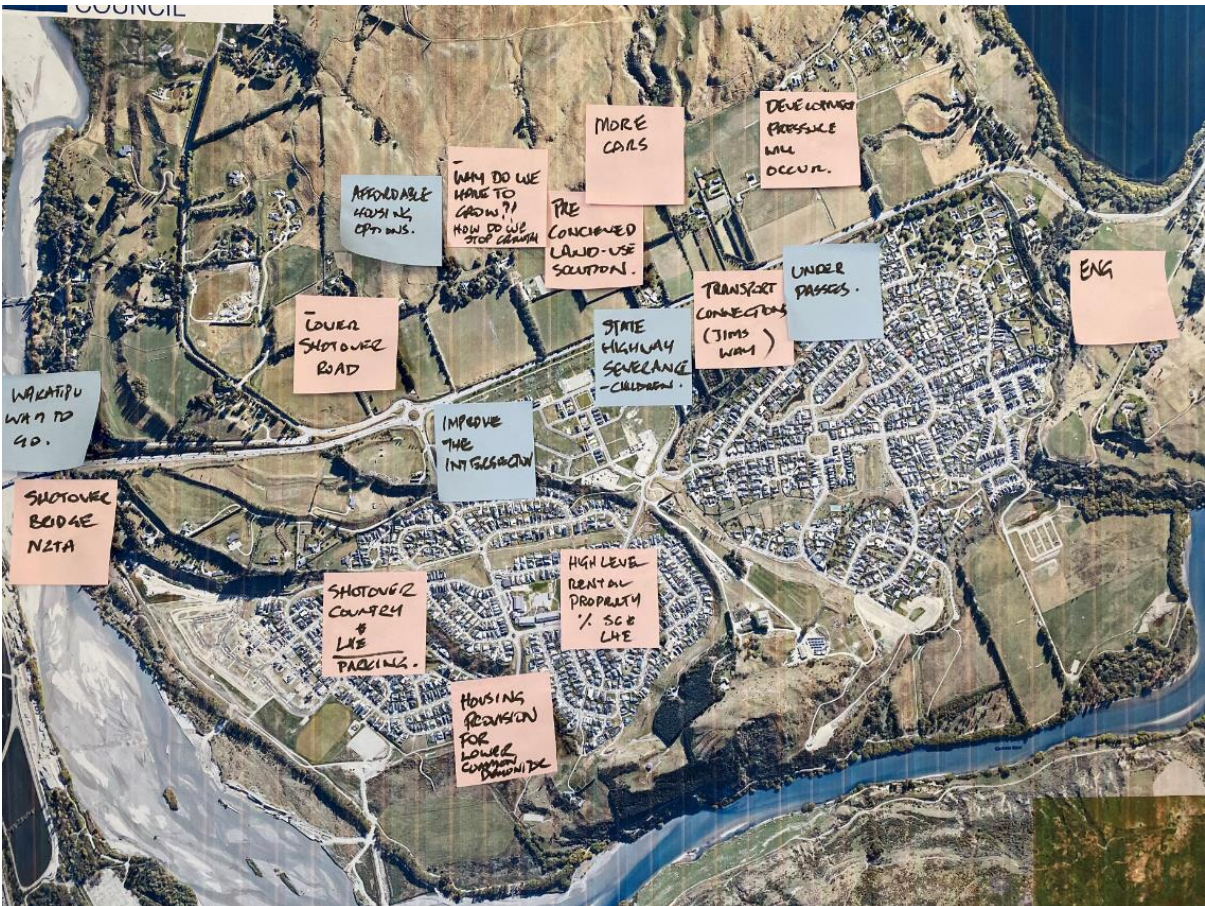 COUNCIL
MORE
CARS
DEVELOPMENT
PRESSURE
WILL
OCCUR.
AFFORDABLE
HOUSING
OPTIONS.
- WHY DO WE
HAVE TO
GROW?!
HOW DO WE
STOP GROWTH
PRE
CONCIEVED
LAND-USE
SOLUTION.
TRANSPORT
CONNECTIONS
(JIMS
WAY)
UNDER
PASSES.
ENG
- LOWER
SHOTOVER
ROAD
STATE
HIGHWAY
SEVERANCE
- CHILDREN.
WAKATIPU
WAY TO
GO.
IMPROVE
THE
INTERSECTION
SHOTOVER
BRIDGE
NZTA
SHOTOVER
COUNTRY
&
LHE
PARKING.
HIGH LEVEL
RENTAL
PROPERTY
% SC &
LHE
HOUSING
PROVISION
FOR
LOWER